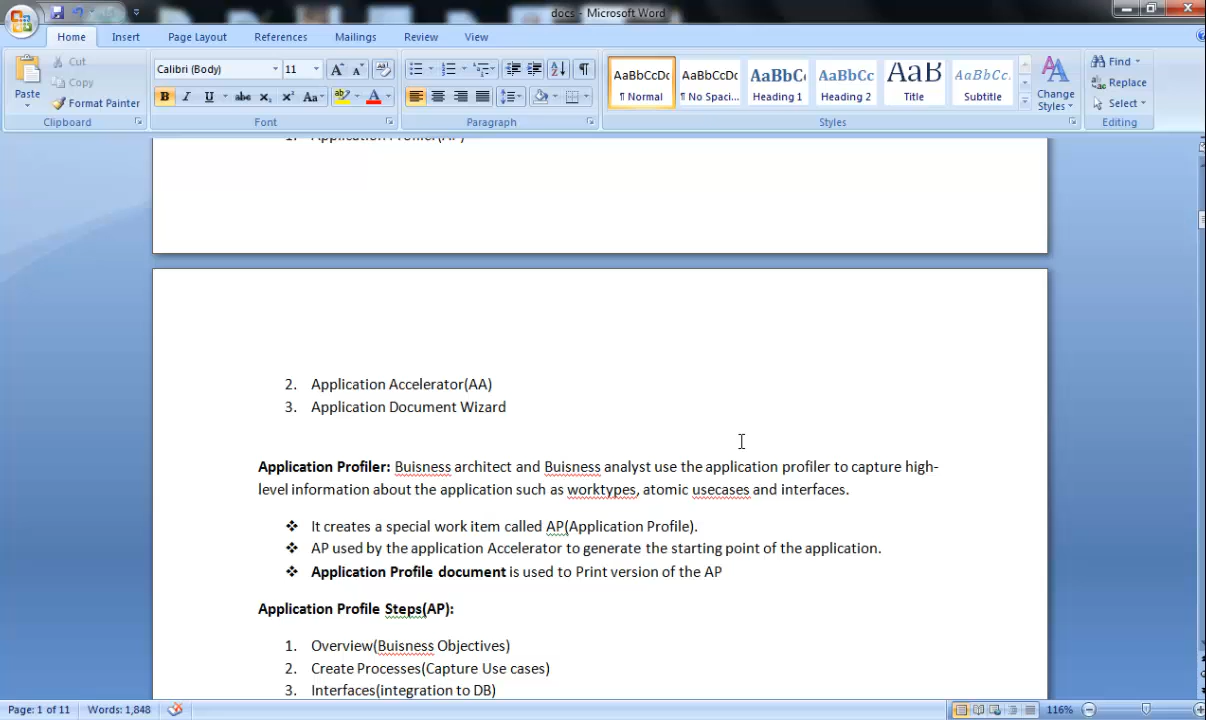 docs - Microsoft Word
Home Insert Page Layout References Mailings Review View
Paste
Cut
Copy
Format Painter
Clipboard
Calibri (Body) 11
Font
Paragraph
AaBbCcDc AaBbCcDc AaBbC AaBbCc AaB AaBbCc.
¶ Normal ¶ No Spaci... Heading 1 Heading 2 Title Subtitle
Change
Styles
Styles
Find
Replace
Select
Editing
1. Application Profiler(AP)
2. Application Accelerator(AA)
3. Application Document Wizard
Application Profiler: Buisness architect and Buisness analyst use the application profiler to capture high-
level information about the application such as worktypes, atomic usecases and interfaces.
❖ It creates a special work item called AP(Application Profile).
❖ AP used by the application Accelerator to generate the starting point of the application.
❖ Application Profile document is used to Print version of the AP
Application Profile Steps(AP):
1. Overview(Buisness Objectives)
2. Create Processes(Capture Use cases)
3. Interfaces(integration to DB)
Page: 1 of 11 Words: 1,848 116%